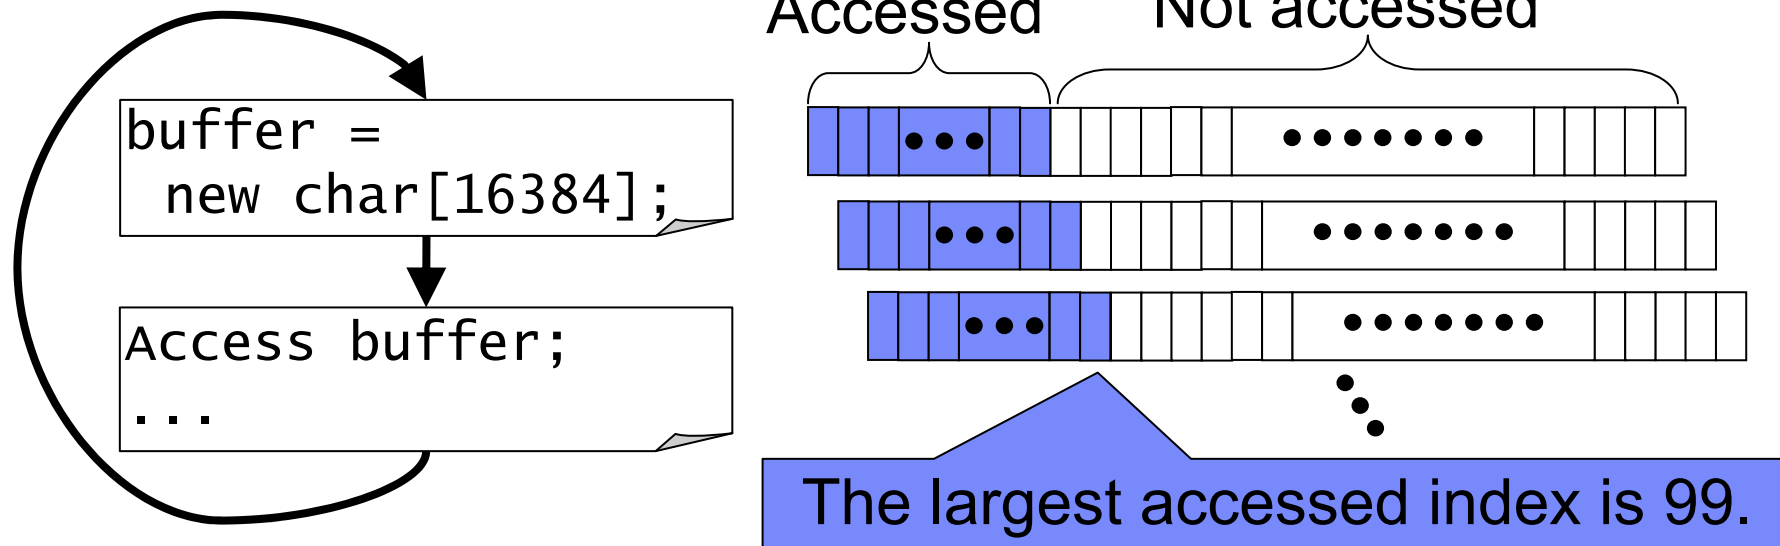 buffer =
new char[16384];
Access buffer;
...
Accessed
Not accessed
The largest accessed index is 99.